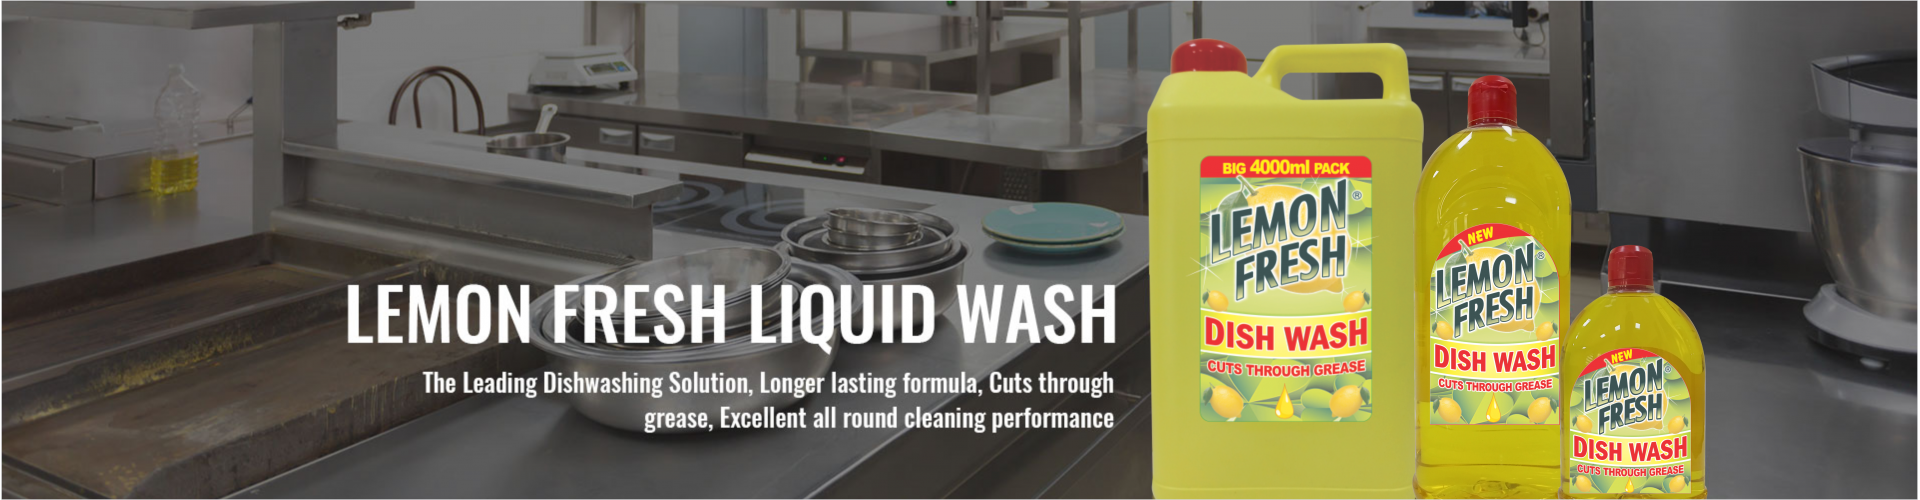 LEMON FRESH LIQUID WASH
The Leading Dishwashing Solution, Longer lasting formula, Cuts through
grease, Excellent all round cleaning performance
BIG 4000ml PACK
LEMON ®
FRESH
DISH WASH
CUTS THROUGH GREASE
NEW
LEMON ®
FRESH
DISH WASH
CUTS THROUGH GREASE
NEW
LEMON ®
FRESH
DISH WASH
CUTS THROUGH GREASE